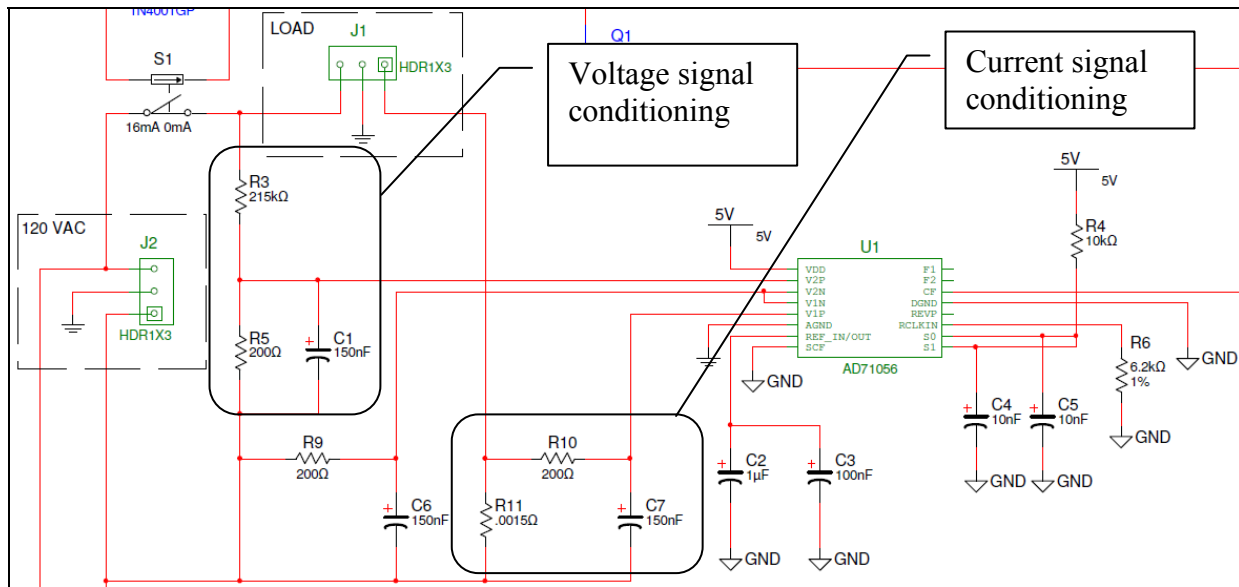 1N4001GP
LOAD
J1
HDR1X3
S1
16mA 0mA
Q1
Voltage signal
conditioning
Current signal
conditioning
R3
215kΩ
120 VAC
J2
HDR1X3
R5
200Ω
C1
150nF
5V
5V
5V
5V
R4
10kΩ
U1
VDD
V2P
V2N
V1N
V1P
AGND
REF_IN/OUT
SCF
F1
F2
CF
DGND
REVP
RCLKIN
S0
S1
AD71056
GND
R6
6.2kΩ
1%
GND
GND
R9
200Ω
C6
150nF
R10
200Ω
R11
.0015Ω
C7
150nF
C2
1µF
C3
100nF
GND
GND
C4
10nF
C5
10nF
GND
GND